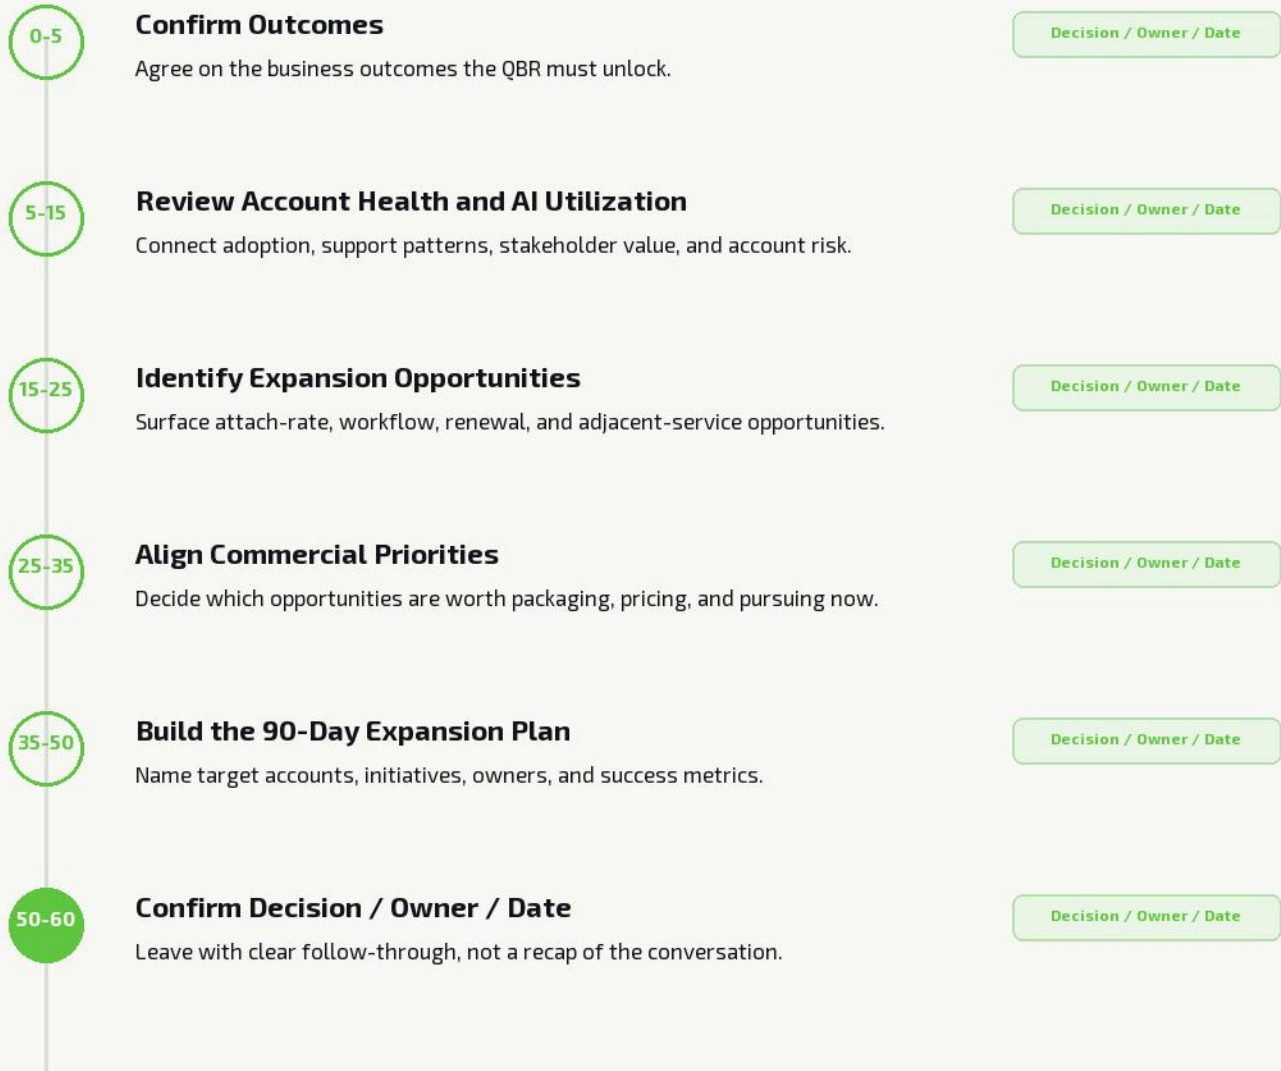 0-5
Confirm Outcomes
Decision / Owner / Date
Agree on the business outcomes the QBR must unlock.
5-15
Review Account Health and AI Utilization
Decision / Owner / Date
Connect adoption, support patterns, stakeholder value, and account risk.
15-25
Identify Expansion Opportunities
Decision / Owner / Date
Surface attach-rate, workflow, renewal, and adjacent-service opportunities.
25-35
Align Commercial Priorities
Decision / Owner / Date
Decide which opportunities are worth packaging, pricing, and pursuing now.
35-50
Build the 90-Day Expansion Plan
Decision / Owner / Date
Name target accounts, initiatives, owners, and success metrics.
50-60
Confirm Decision / Owner / Date
Decision / Owner / Date
Leave with clear follow-through, not a recap of the conversation.